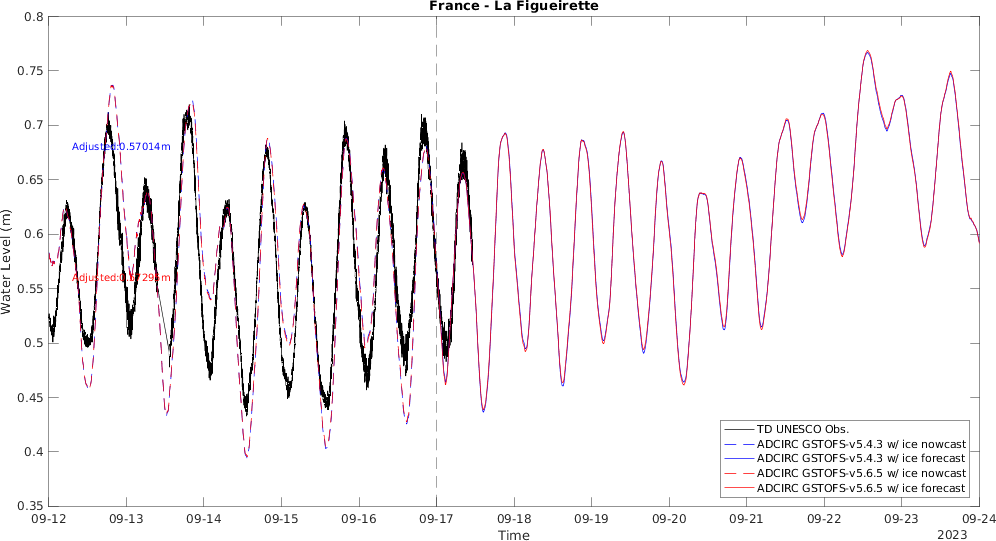 France - La Figueirette
0.8
0.75
0.7
0.65
0.6
0.55
0.5
0.45
0.4
0.35
Water Level (m)
Adjusted:0.57014m
TD UNESCO Obs.
ADCIRC GSTOFS-v5.4.3 w/ ice nowcast
ADCIRC GSTOFS-v5.4.3 w/ ice forecast
ADCIRC GSTOFS-v5.6.5 w/ ice nowcast
ADCIRC GSTOFS-v5.6.5 w/ ice forecast
09-12 09-13 09-14 09-15 09-16 09-17 09-18 09-19 09-20 09-21 09-22 09-23 09-24
Time
2023